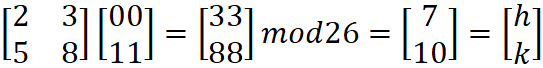 [2 3 5 8] [00 11] = [33 88] mod26 = [7 10] = [h k]